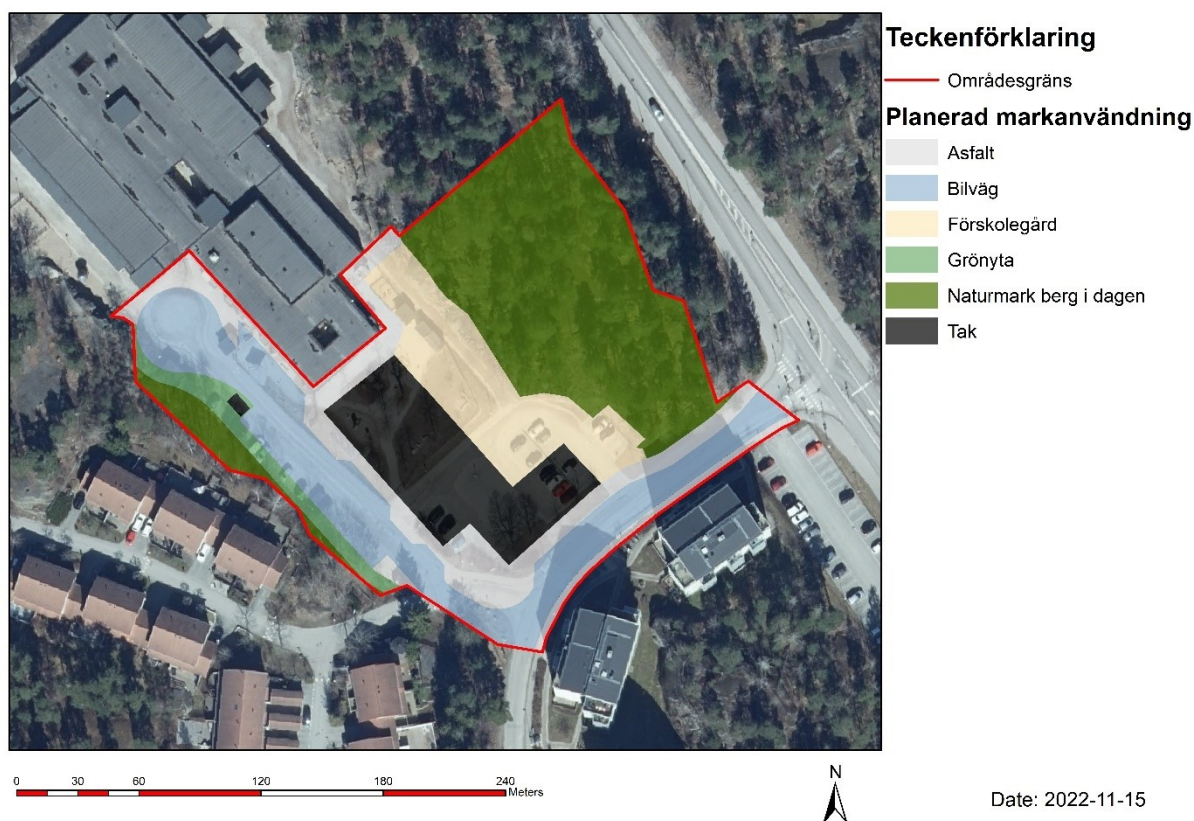 Teckenförklaring
Områdesgräns
Planerad markanvändning
Asfalt
Bilväg
Förskolegård
Grönyta
Naturmark berg i dagen
Tak
0 30 60 120 180 240
Meters
N
Date: 2022-11-15